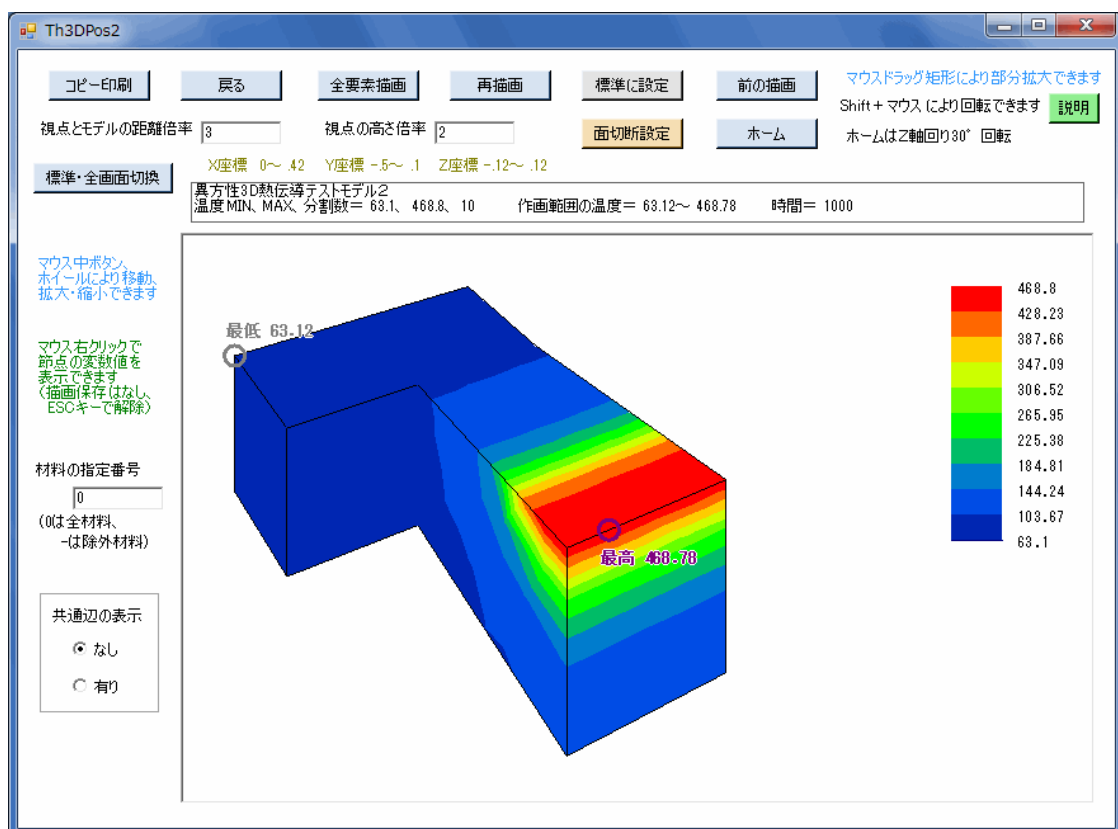 Th3DPos2
コピー印刷 戻る 全要素描画 再描画 標準に設定 前の描画 マウスドラッグ矩形により部分拡大できます
Shift+マウスにより回転できます 説明
視点とモデルの距離倍率 3 視点の高さ倍率 2 面切断設定 ホーム ホームはZ軸回り30° 回転
標準・全画面切換 X座標 0～ .42 Y座標 -.5～ .1 Z座標 -.12～ .12
異方性3D熱伝導テストモデル2
温度MIN、MAX、分割数＝ 63.1、 468.8、 10 作画範囲の温度＝ 63.12～ 468.78 時間＝ 1000
マウス中ボタン、
ホイールにより移動、
拡大・縮小できます
マウス右クリックで
節点の変数値を
表示できます
(描画保存はなし、
ESCキーで解除)
材料の指定番号
0
(0は全材料、
-は除外材料)
共通辺の表示
なし
有り
最低 63.12
最高 468.78
468.8
428.23
387.66
347.09
306.52
265.95
225.38
184.81
144.24
103.67
63.1